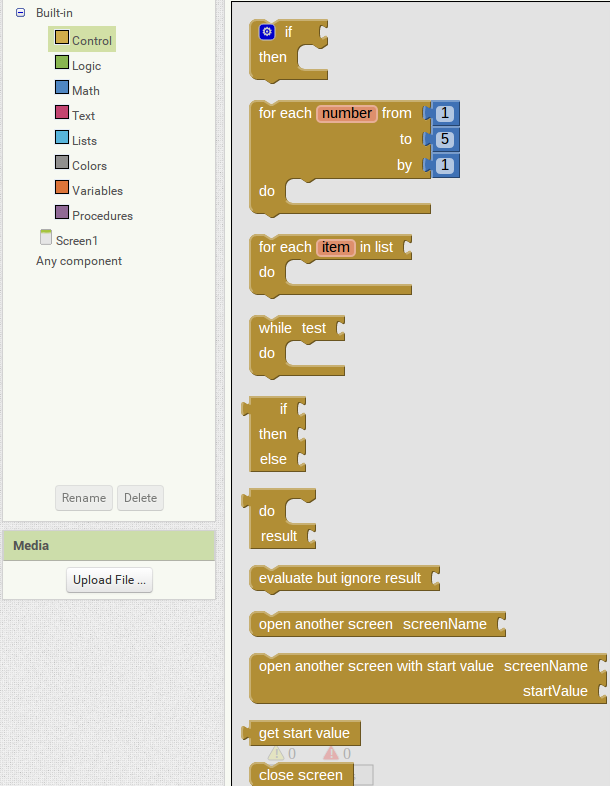 Built-in
Control
Logic
Math
Text
Lists
Colors
Variables
Procedures
Screen1
Any component
Rename Delete
Media
Upload File ...
if
then
for each number from 1
to 5
by 1
do
for each item in list
do
while test
do
if
then
else
do
result
evaluate but ignore result
open another screen screenName
open another screen with start value screenName
startValue
get start value
0 0
close screen